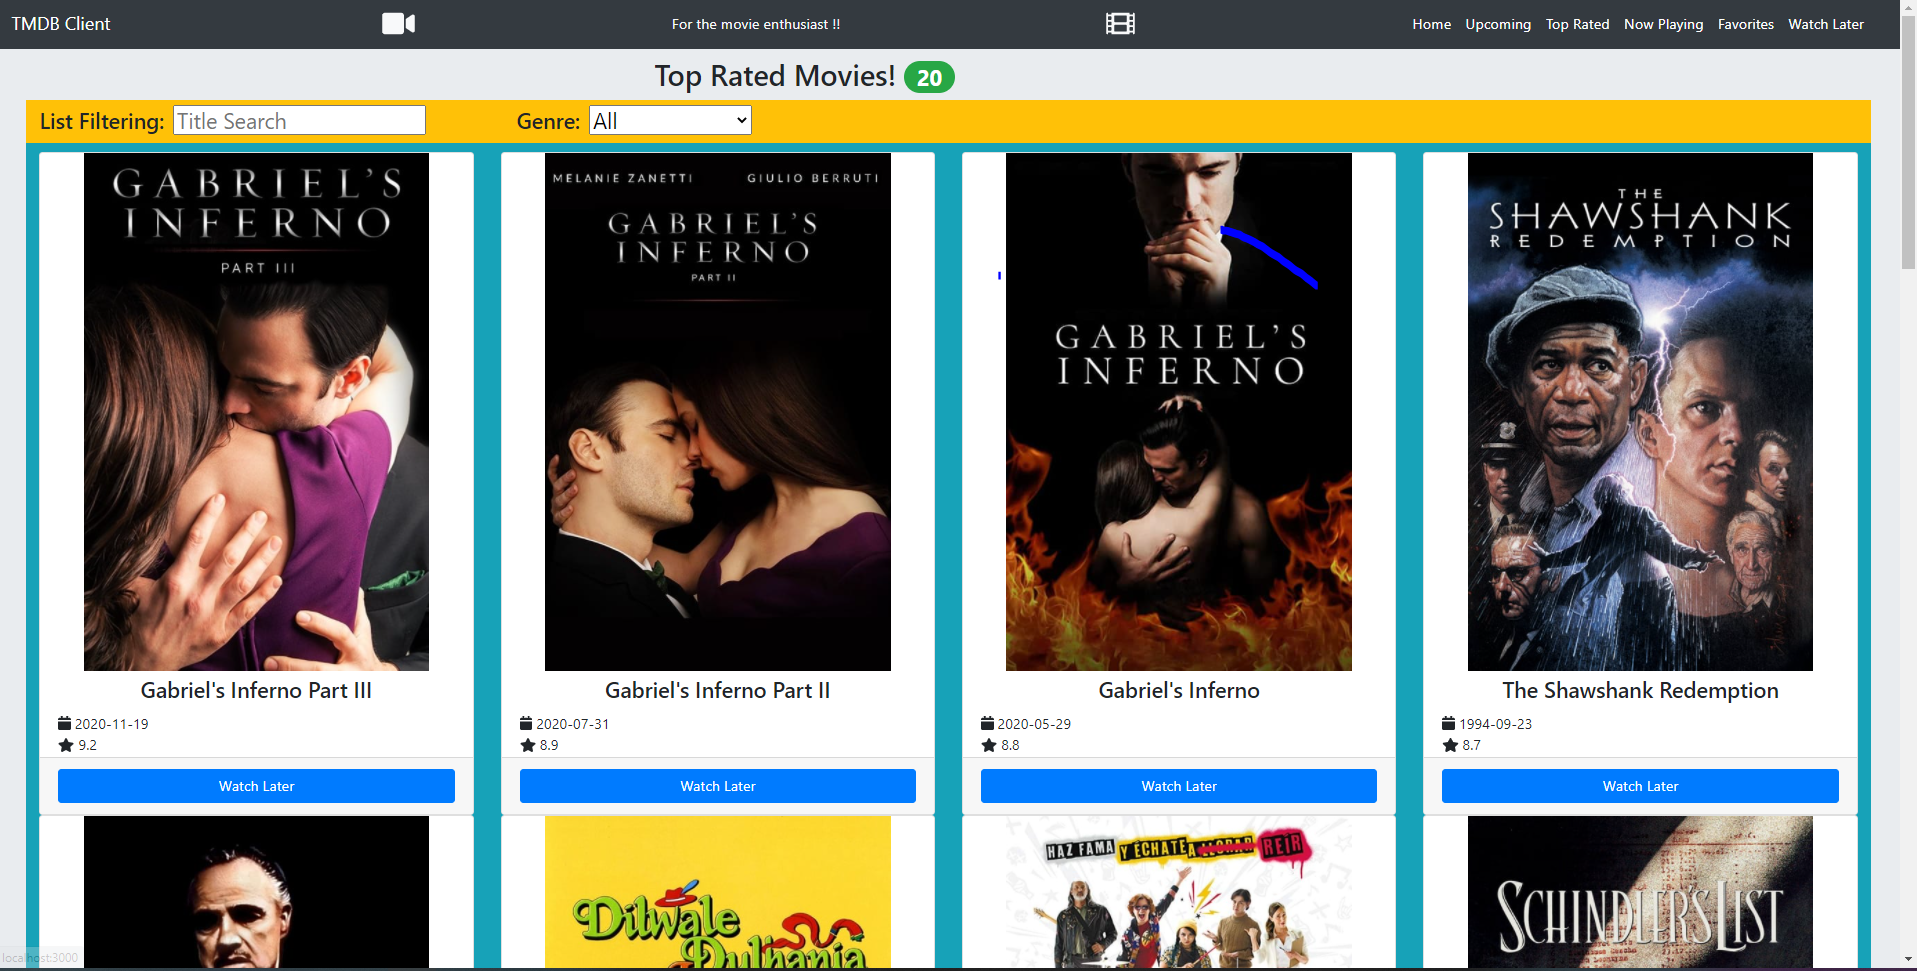 TMDB Client
For the movie enthusiast !!
Home Upcoming Top Rated Now Playing Favorites Watch Later
Top Rated Movies! 20
List Filtering: Title Search Genre: All
GABRIEL'S
INFERNO
PART III
Gabriel's Inferno Part III
2020-11-19
9.2
Watch Later
MELANIE ZANETTI GIULIO BERRUTI
GABRIEL'S
INFERNO
PART II
Gabriel's Inferno Part II
2020-07-31
8.9
Watch Later
GABRIEL'S
INFERNO
Gabriel's Inferno
2020-05-29
8.8
Watch Later
THE
SHAWSHANK
REDEMPTION
The Shawshank Redemption
1994-09-23
8.7
Watch Later
Dilwale
Dulhania
HAZ FAMA Y ÉCHATE A LLORAR REÍR
SCHINDLER'S LIST
localhost:3000